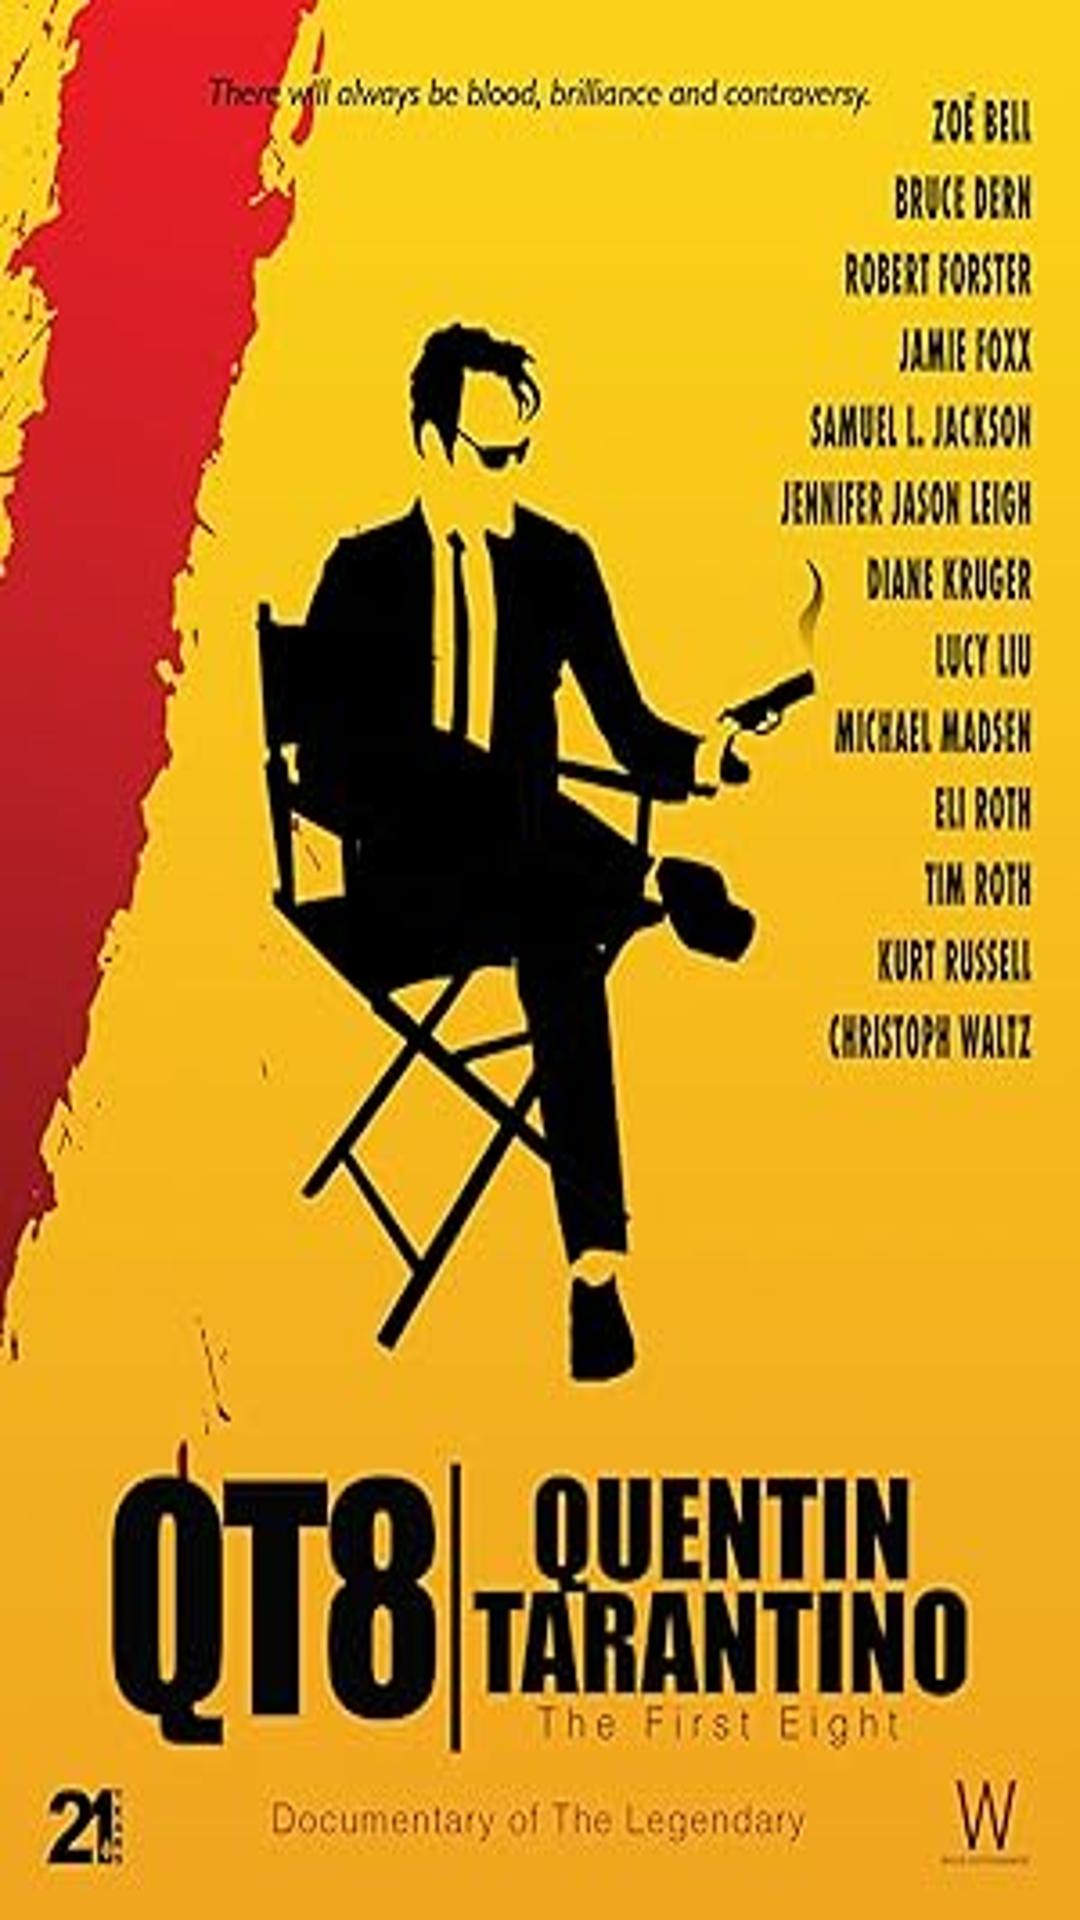 There will always be blood, brilliance and controversy.
ZOË BELL
BRUCE DERN
ROBERT FORSTER
JAMIE FOXX
SAMUEL L. JACKSON
JENNIFER JASON LEIGH
DIANE KRUGER
LUCY LIU
MICHAEL MADSEN
ELI ROTH
TIM ROTH
KURT RUSSELL
CHRISTOPH WALTZ
QT8
QUENTIN
TARANTINO
The First Eight
21
Documentary of The Legendary
W